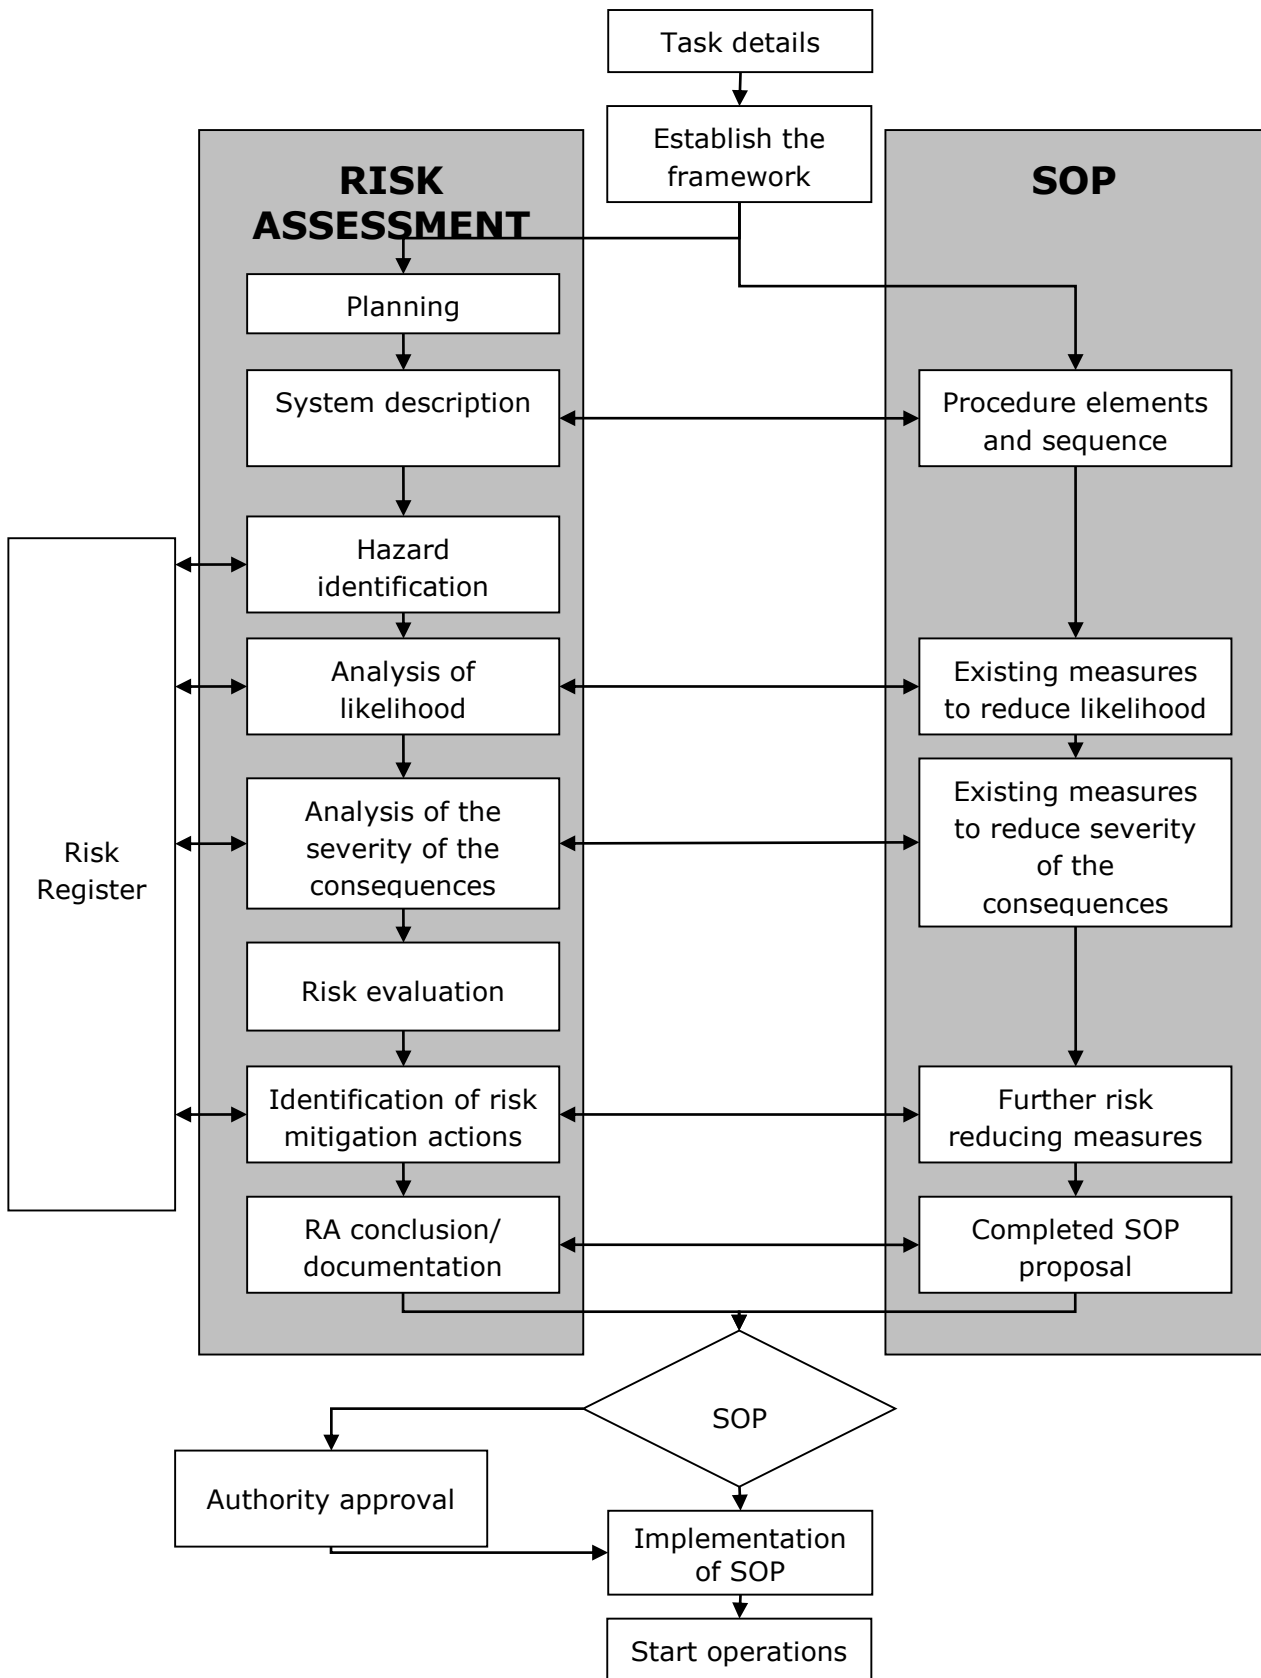 Task details
Establish the
framework
RISK
ASSESSMENT
SOP
Planning
System description
Procedure elements
and sequence
Hazard
identification
Analysis of
likelihood
Existing measures
to reduce likelihood
Analysis of the
severity of the
consequences
Existing measures
to reduce severity
of the
consequences
Risk
Register
Risk evaluation
Identification of risk
mitigation actions
Further risk
reducing measures
RA conclusion/
documentation
Completed SOP
proposal
SOP
Authority approval
Implementation
of SOP
Start operations